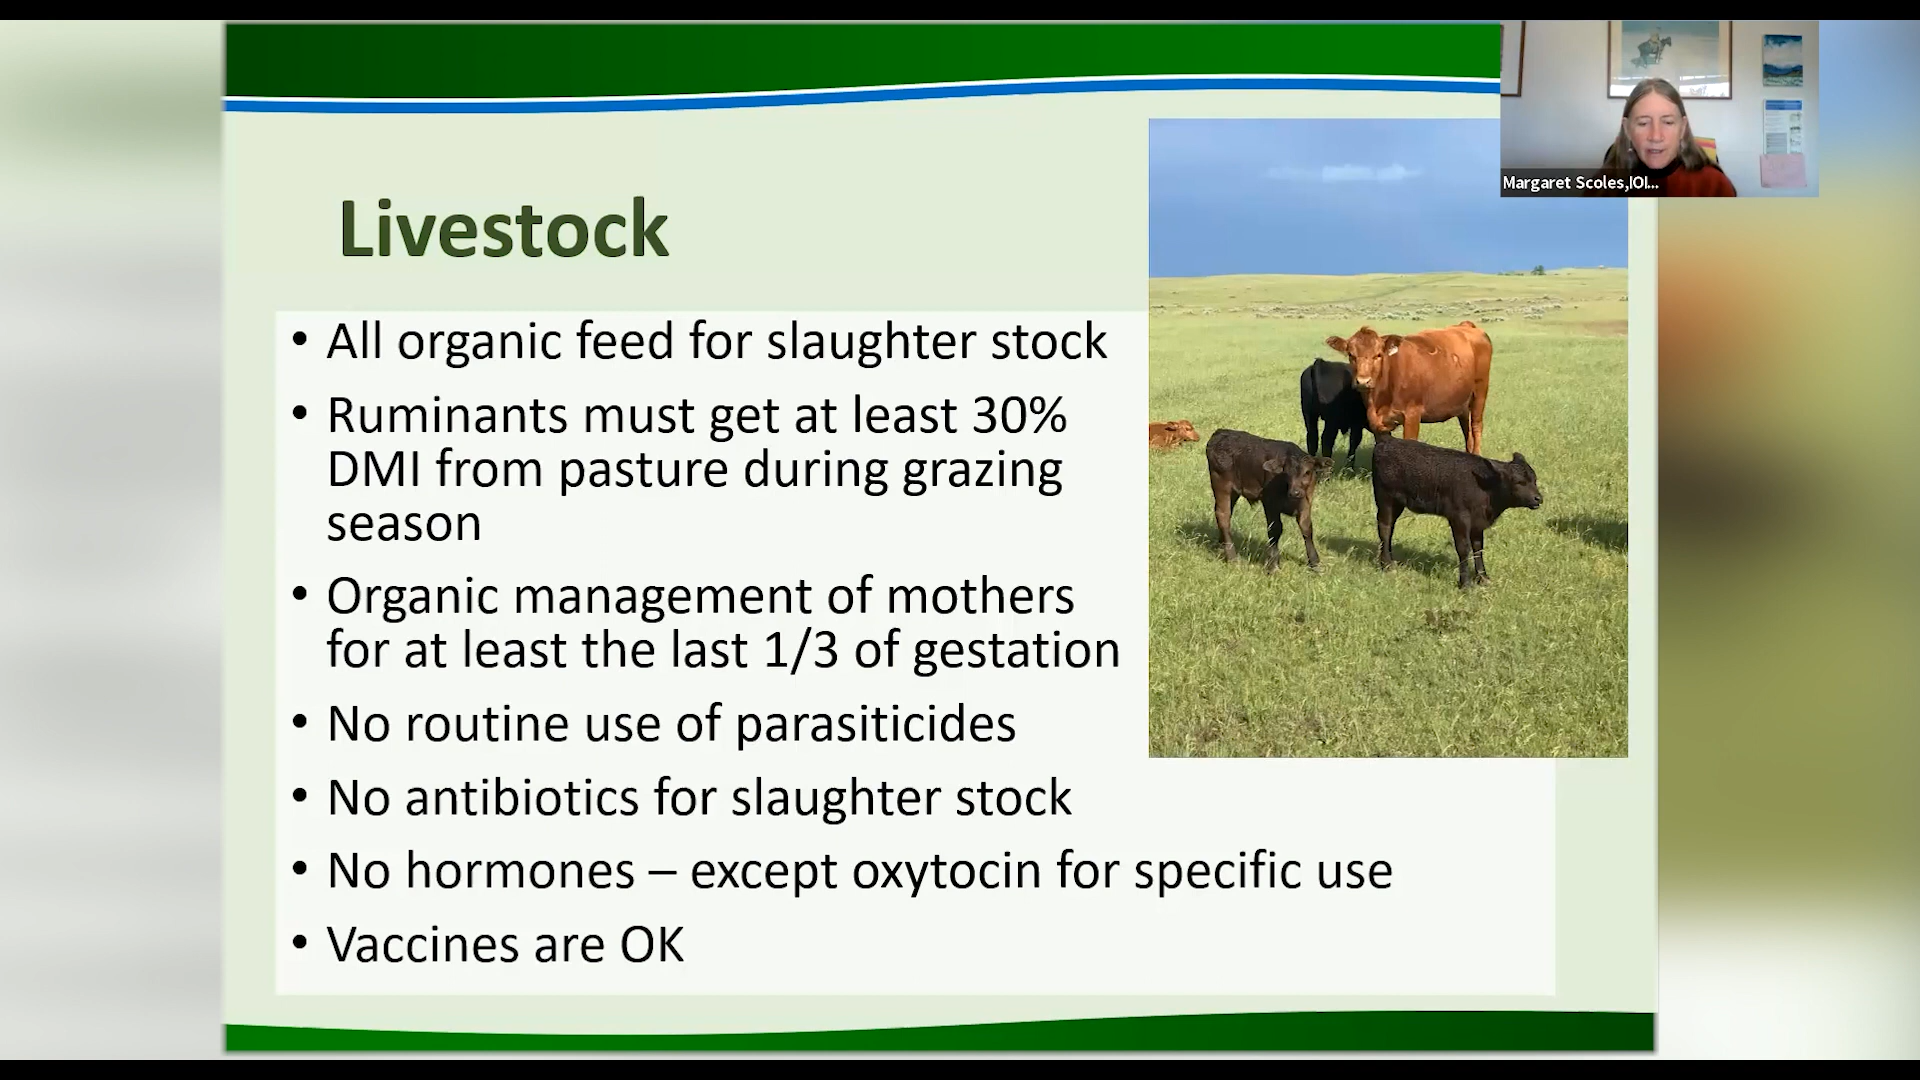 Margaret Scoles,IOI...
Livestock
• All organic feed for slaughter stock
• Ruminants must get at least 30%
DMI from pasture during grazing
season
• Organic management of mothers
for at least the last 1/3 of gestation
• No routine use of parasiticides
• No antibiotics for slaughter stock
• No hormones – except oxytocin for specific use
• Vaccines are OK